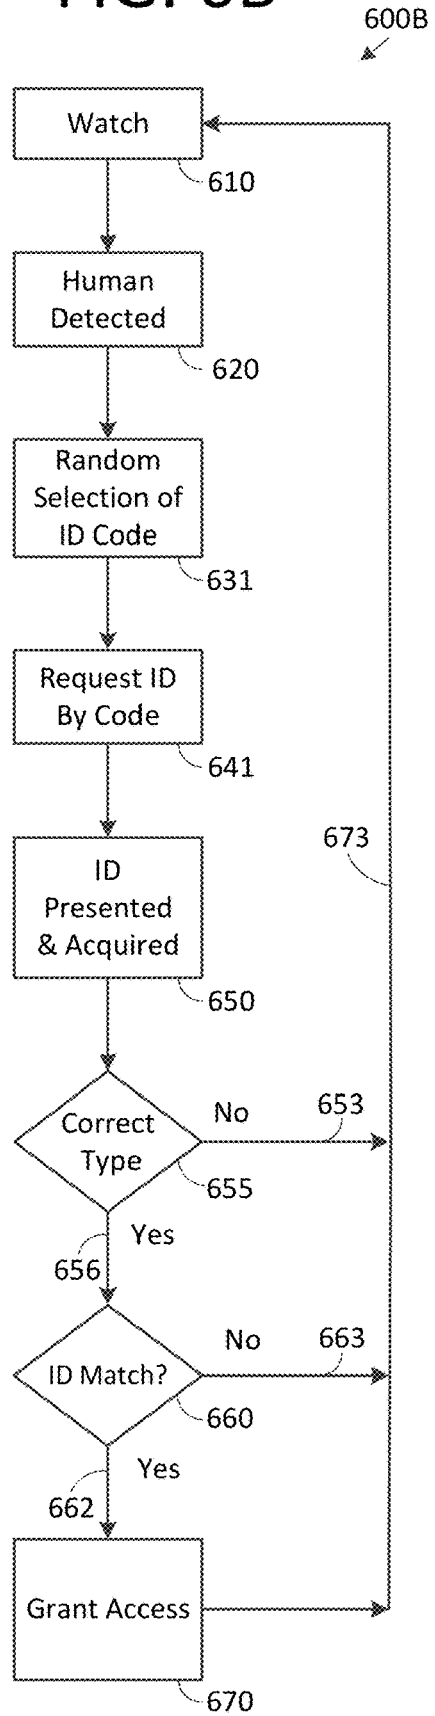 600B
Watch
610
Human
Detected
620
Random
Selection of
ID Code
631
Request ID
By Code
641
673
ID
Presented
& Acquired
650
Correct
Type
No
653
655
Yes
656
ID Match?
No
663
660
Yes
662
Grant Access
670